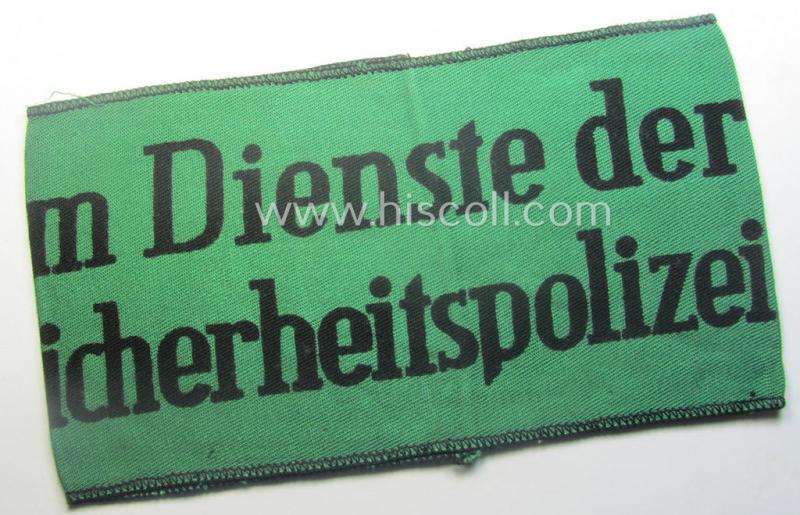 m Dienste der
icherheitspolizei
www.hiscoll.com